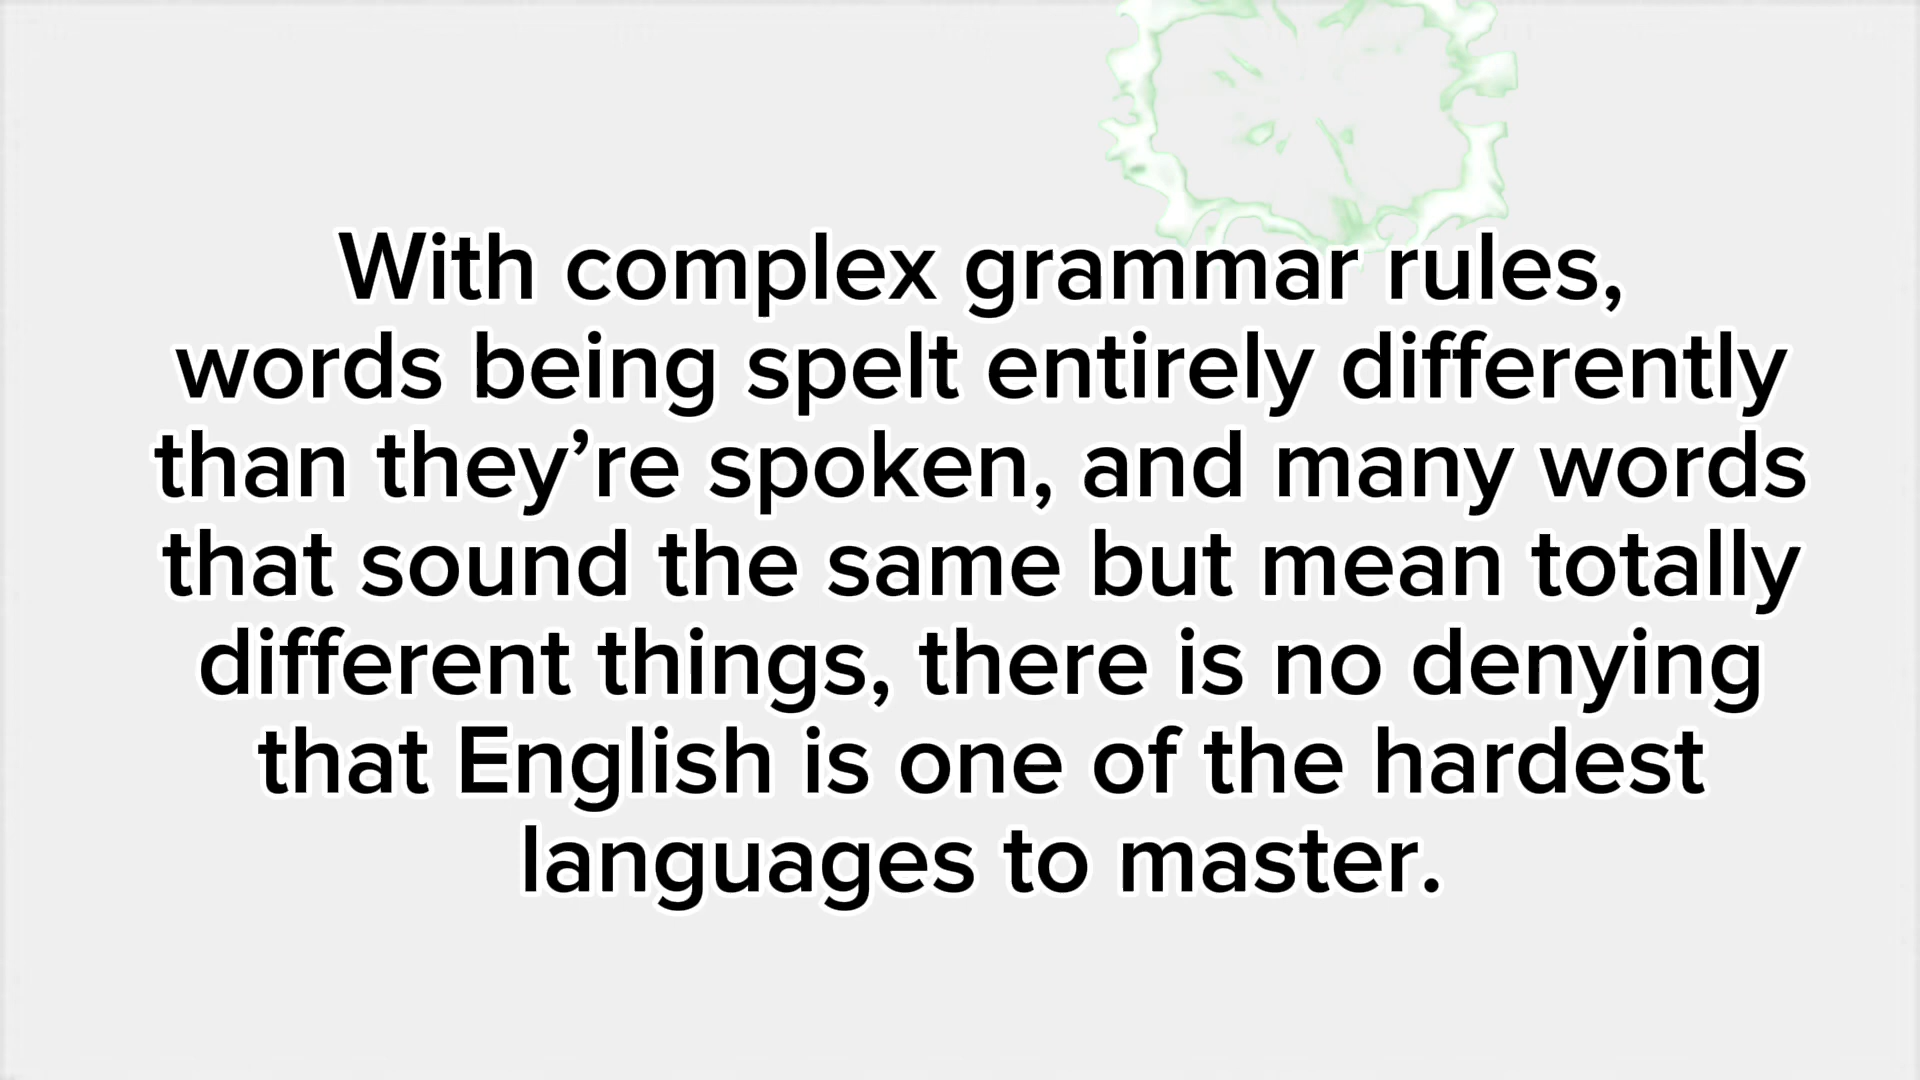 With complex grammar rules,
words being spelt entirely differently
than they’re spoken, and many words
that sound the same but mean totally
different things, there is no denying
that English is one of the hardest
languages to master.